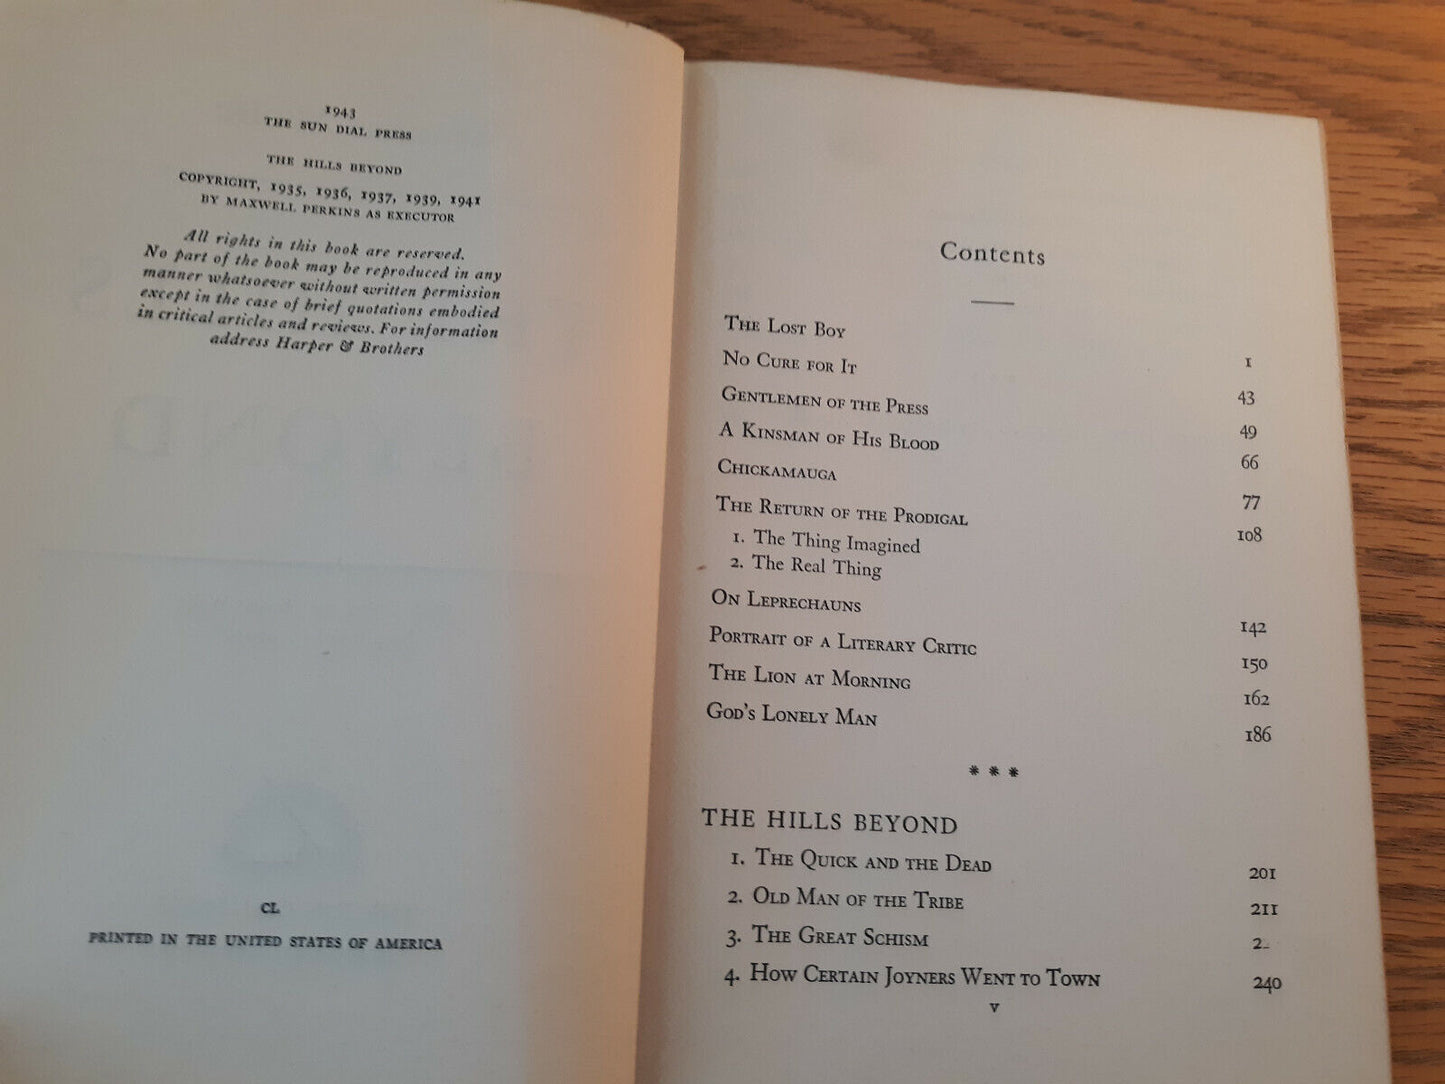 1943
THE SUN DIAL PRESS
THE HILLS BEYOND
COPYRIGHT, 1935, 1936, 1937, 1939, 1941
BY MAXWELL PERKINS AS EXECUTOR
All rights in this book are reserved.
No part of the book may be reproduced in any
manner whatsoever without written permission
except in the case of brief quotations embodied
in critical articles and reviews. For information
address Harper & Brothers
CL
PRINTED IN THE UNITED STATES OF AMERICA
Contents
The Lost Boy 1
No Cure for It 43
Gentlemen of the Press 49
A Kinsman of His Blood 66
Chickamauga 77
The Return of the Prodigal 108
1. The Thing Imagined
2. The Real Thing
On Leprechauns 142
Portrait of a Literary Critic 150
The Lion at Morning 162
God's Lonely Man 186
* * *
THE HILLS BEYOND
1. The Quick and the Dead 201
2. Old Man of the Tribe 211
3. The Great Schism
4. How Certain Joyners Went to Town 240
v